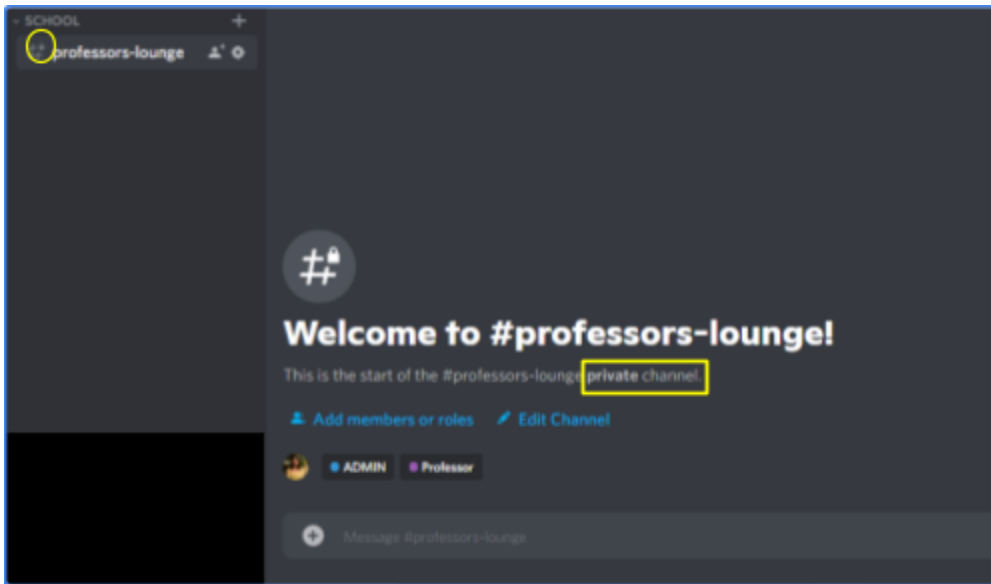 SCHOOL
professors-lounge
Welcome to #professors-lounge!
This is the start of the #professors-lounge private channel.
Add members or roles
Edit Channel
ADMIN
Professor
Message #professors-lounge